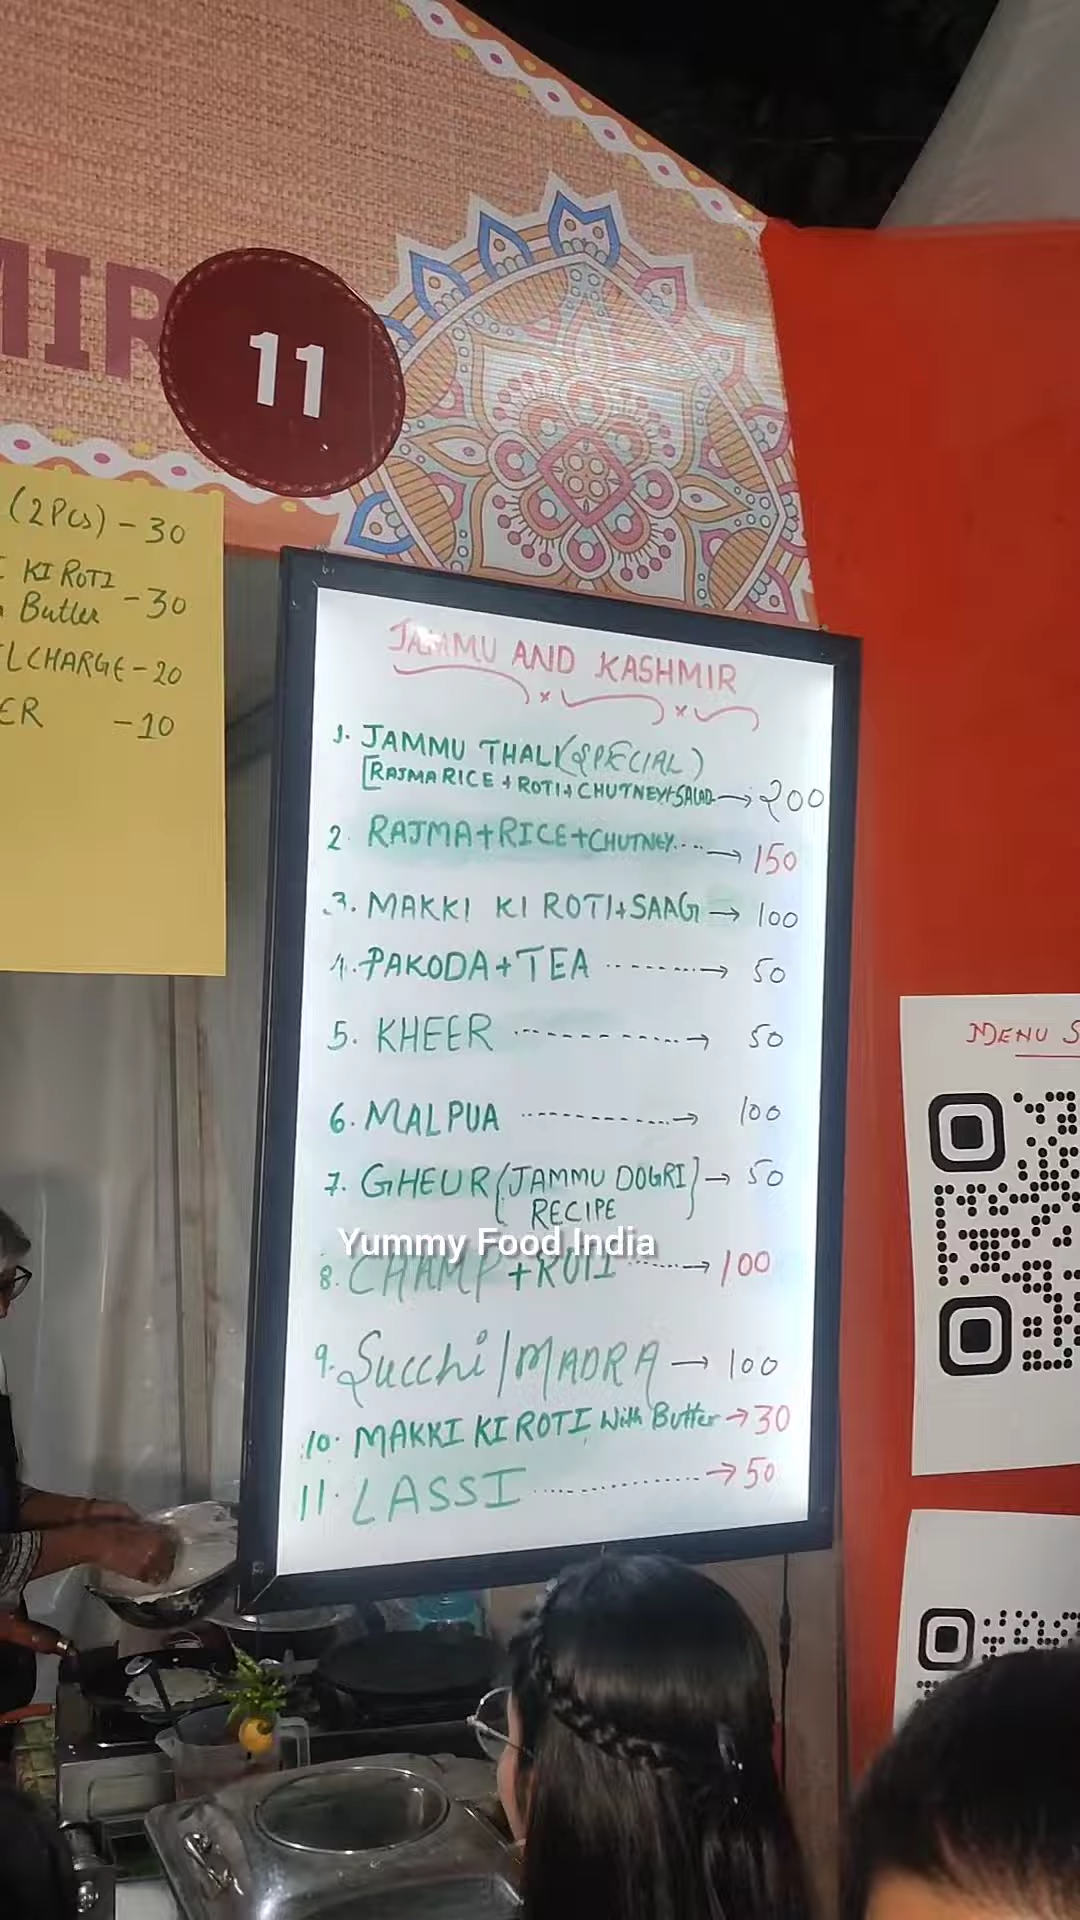 MIR
11
(2Pcs) - 30
KI ROTI
Butter - 30
CHARGE - 20
ER - 10
JAMMU AND KASHMIR
1. JAMMU THALI (SPECIAL)
[RAJMA RICE + ROTI + CHUTNEY + SALAD → 200
2. RAJMA+RICE+CHUTNEY.... → 150
3. MAKKI KI ROTI+SAAG → 100
4. PAKODA+TEA ........→ 50
5. KHEER ...........→ 50
6. MALPUA ..........→ 100
7. GHEUR (JAMMU DOGRI) → 50
RECIPE
Yummy Food India
8. CHAMP+ROTI ......→ 100
9. Succhi/MADRA → 100
10. MAKKI KI ROTI With Butter → 30
11. LASSI ............→ 50
MENU S